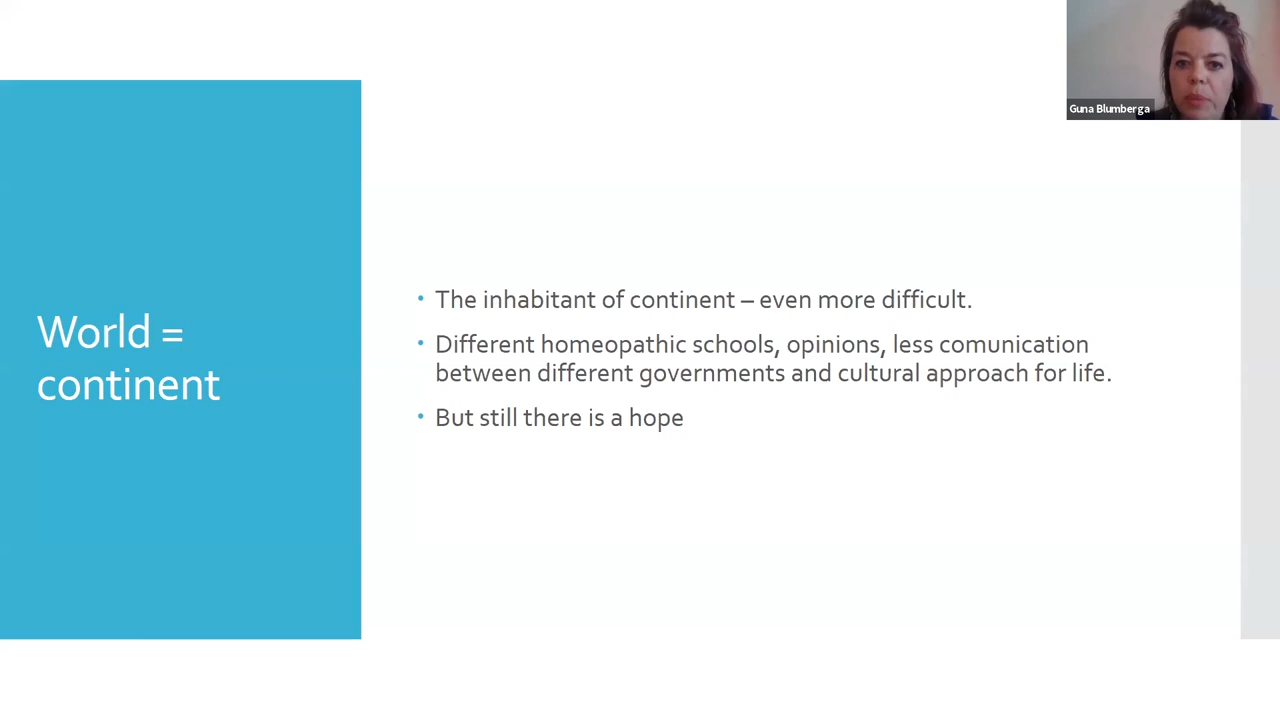 Guna Blumberga
World =
continent
• The inhabitant of continent – even more difficult.
• Different homeopathic schools, opinions, less comunication
between different governments and cultural approach for life.
• But still there is a hope